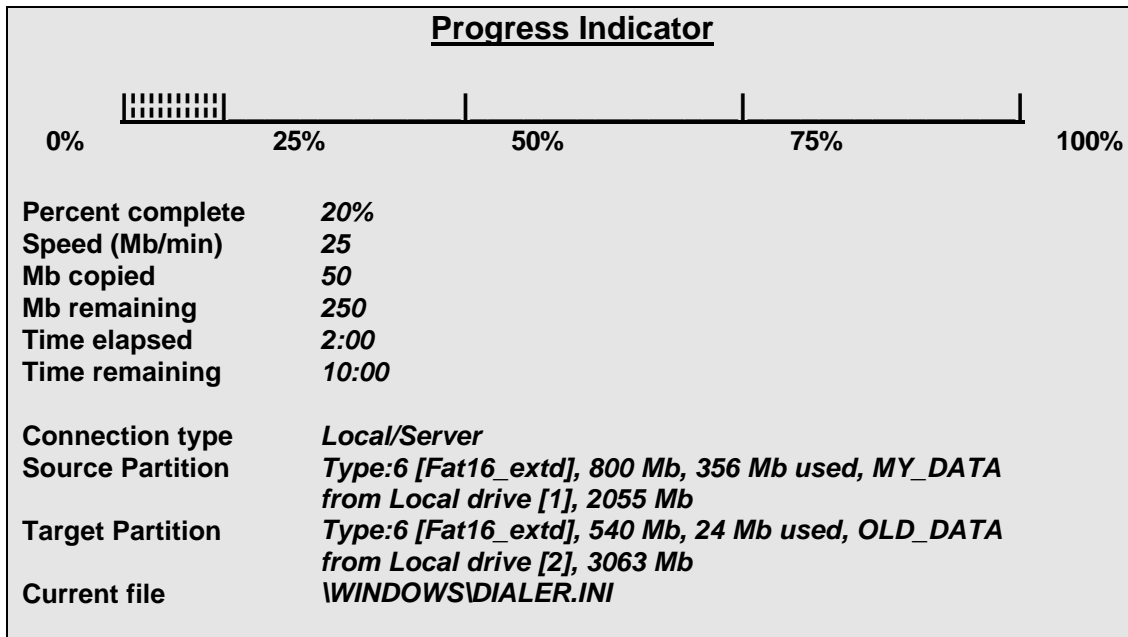 Progress Indicator
0% 25% 50% 75% 100%
Percent complete 20%
Speed (Mb/min) 25
Mb copied 50
Mb remaining 250
Time elapsed 2:00
Time remaining 10:00
Connection type Local/Server
Source Partition Type:6 [Fat16_extd], 800 Mb, 356 Mb used, MY_DATA
from Local drive [1], 2055 Mb
Target Partition Type:6 [Fat16_extd], 540 Mb, 24 Mb used, OLD_DATA
from Local drive [2], 3063 Mb
Current file \WINDOWS\DIALER.INI